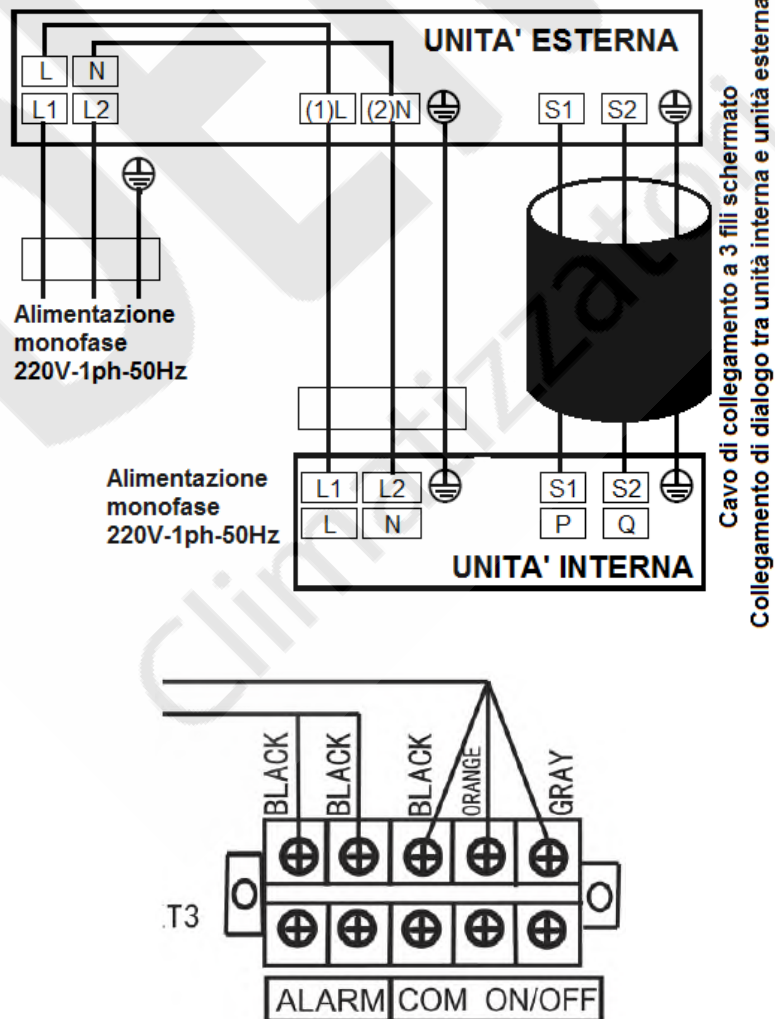 UNITA' ESTERNA
L N
L1 L2 (1)L (2)N S1 S2
Alimentazione
monofase
220V-1ph-50Hz
Cavo di collegamento a 3 fili schermato
Collegamento di dialogo tra unità interna e unità esterna
Alimentazione
monofase
220V-1ph-50Hz
L1 L2 S1 S2
L N P Q
UNITA' INTERNA
BLACK BLACK BLACK ORANGE GRAY
.T3
ALARM COM ON/OFF